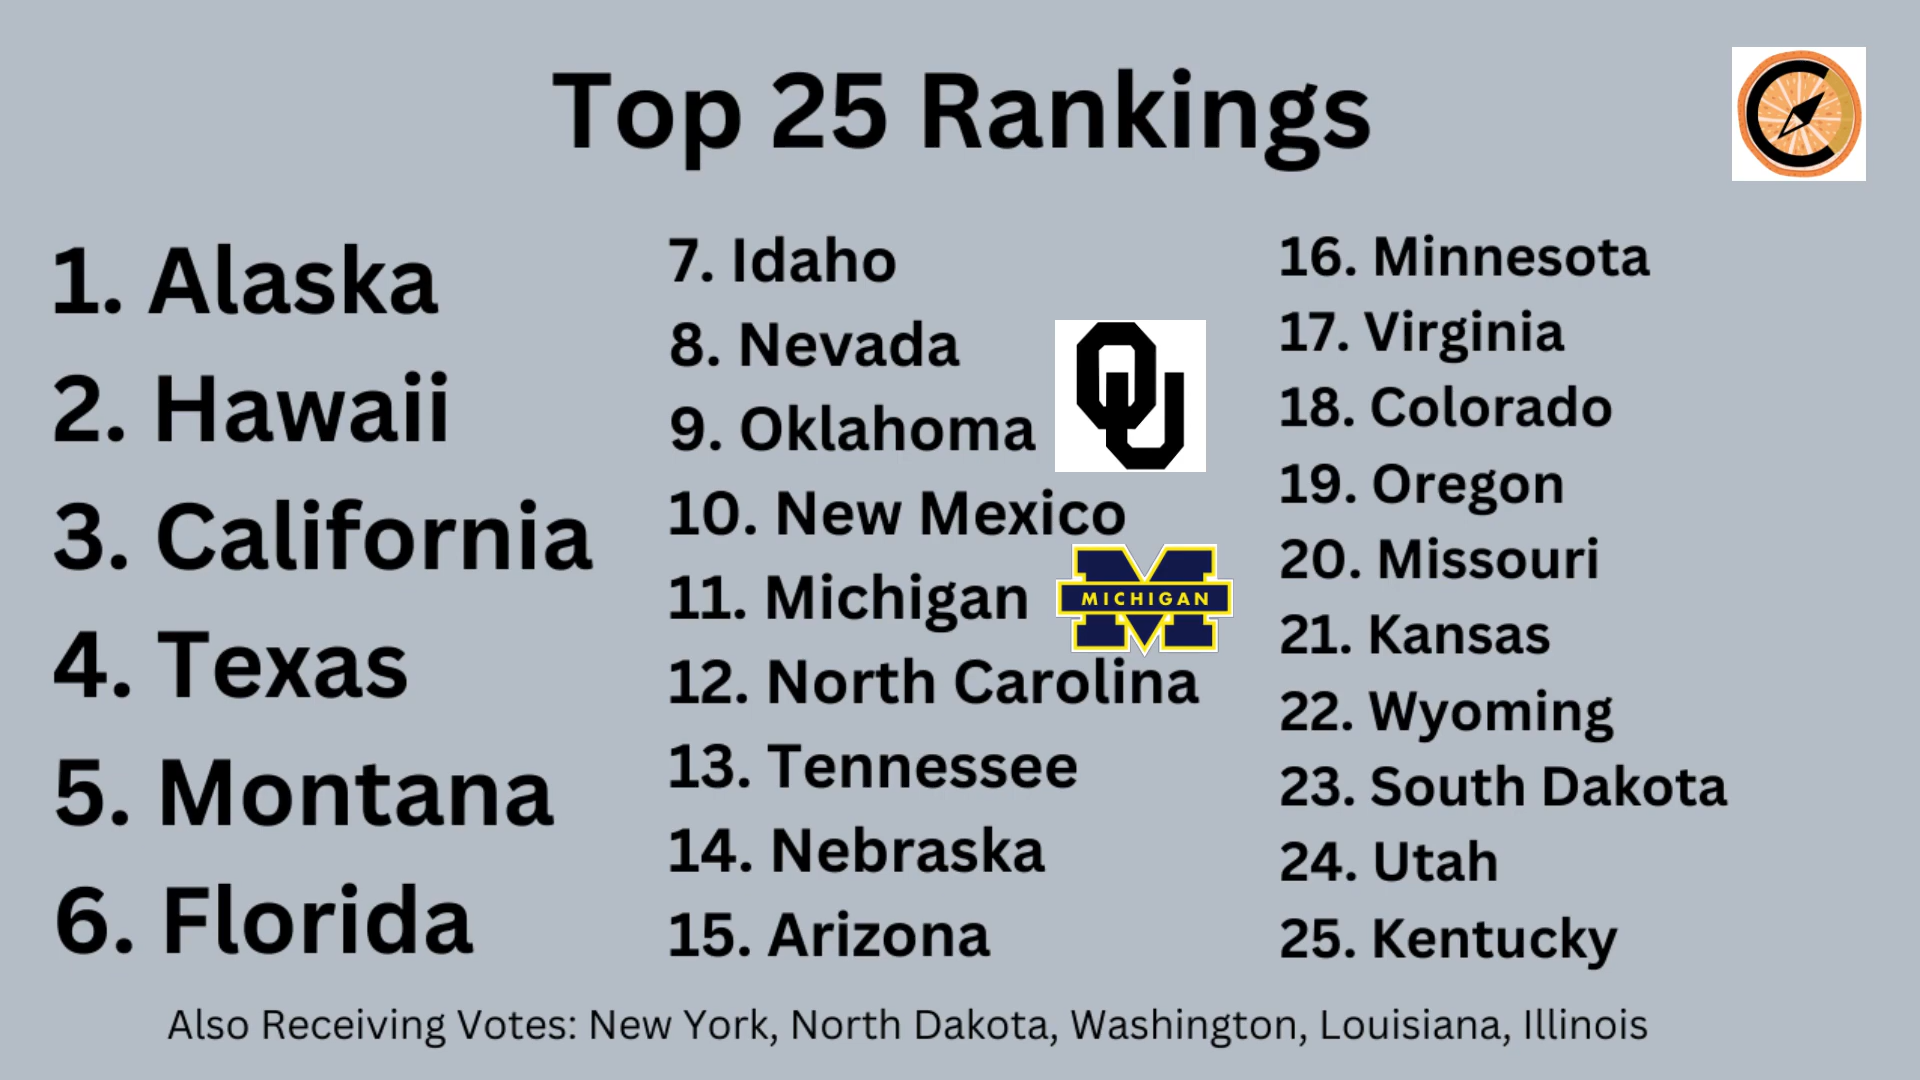 Top 25 Rankings
1. Alaska
2. Hawaii
3. California
4. Texas
5. Montana
6. Florida
7. Idaho
8. Nevada
9. Oklahoma
OU
10. New Mexico
11. Michigan
MICHIGAN
12. North Carolina
13. Tennessee
14. Nebraska
15. Arizona
16. Minnesota
17. Virginia
18. Colorado
19. Oregon
20. Missouri
21. Kansas
22. Wyoming
23. South Dakota
24. Utah
25. Kentucky
Also Receiving Votes: New York, North Dakota, Washington, Louisiana, Illinois